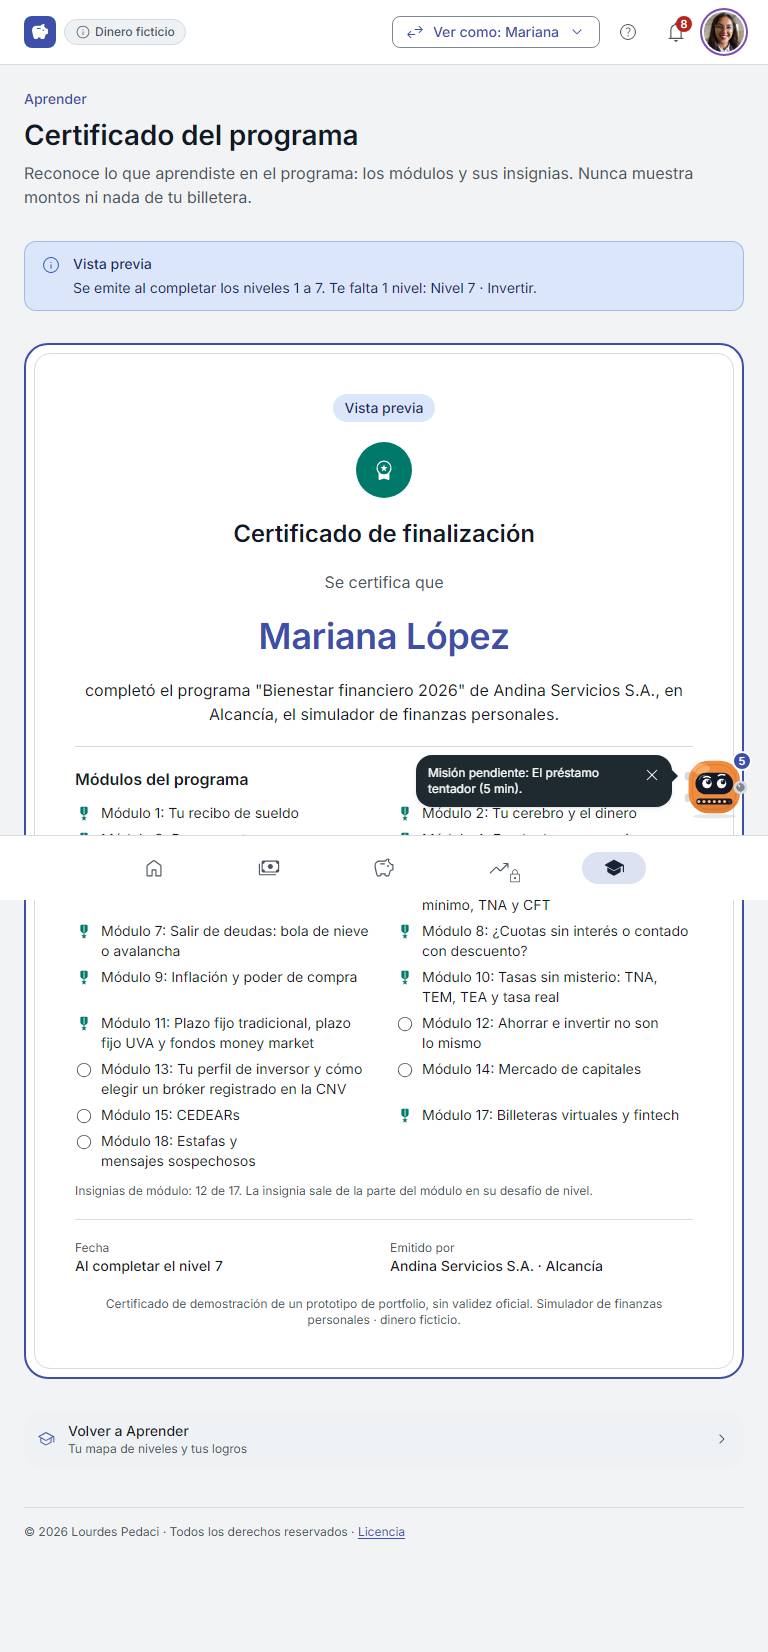 Dinero ficticio
Ver como: Mariana
8
Aprender
Certificado del programa
Reconoce lo que aprendiste en el programa: los módulos y sus insignias. Nunca muestra
montos ni nada de tu billetera.
Vista previa
Se emite al completar los niveles 1 a 7. Te falta 1 nivel: Nivel 7 · Invertir.
Vista previa
Certificado de finalización
Se certifica que
Mariana López
completó el programa "Bienestar financiero 2026" de Andina Servicios S.A., en
Alcancía, el simulador de finanzas personales.
Misión pendiente: El préstamo
tentador (5 min).
5
Módulos del programa
Módulo 1: Tu recibo de sueldo
Módulo 2: Tu cerebro y el dinero
mínimo, TNA y CFT
Módulo 7: Salir de deudas: bola de nieve
o avalancha
Módulo 8: ¿Cuotas sin interés o contado
con descuento?
Módulo 9: Inflación y poder de compra
Módulo 10: Tasas sin misterio: TNA,
TEM, TEA y tasa real
Módulo 11: Plazo fijo tradicional, plazo
fijo UVA y fondos money market
Módulo 12: Ahorrar e invertir no son
lo mismo
Módulo 13: Tu perfil de inversor y cómo
elegir un bróker registrado en la CNV
Módulo 14: Mercado de capitales
Módulo 15: CEDEARs
Módulo 17: Billeteras virtuales y fintech
Módulo 18: Estafas y
mensajes sospechosos
Insignias de módulo: 12 de 17. La insignia sale de la parte del módulo en su desafío de nivel.
Fecha
Al completar el nivel 7
Emitido por
Andina Servicios S.A. · Alcancía
Certificado de demostración de un prototipo de portfolio, sin validez oficial. Simulador de finanzas
personales · dinero ficticio.
Volver a Aprender
Tu mapa de niveles y tus logros
© 2026 Lourdes Pedaci · Todos los derechos reservados · Licencia